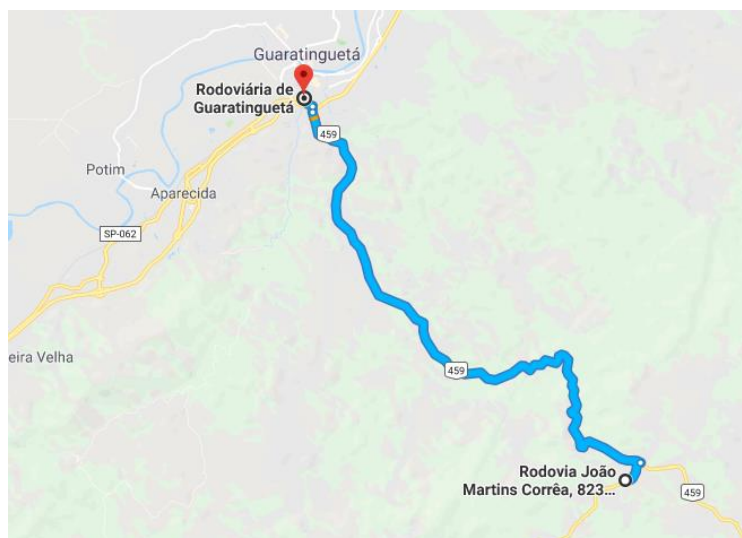 Guaratinguetá
Rodoviária de
Guaratinguetá
459
Potim
Aparecida
SP-062
eira Velha
459
Rodovia João
Martins Corrêa, 823...
459